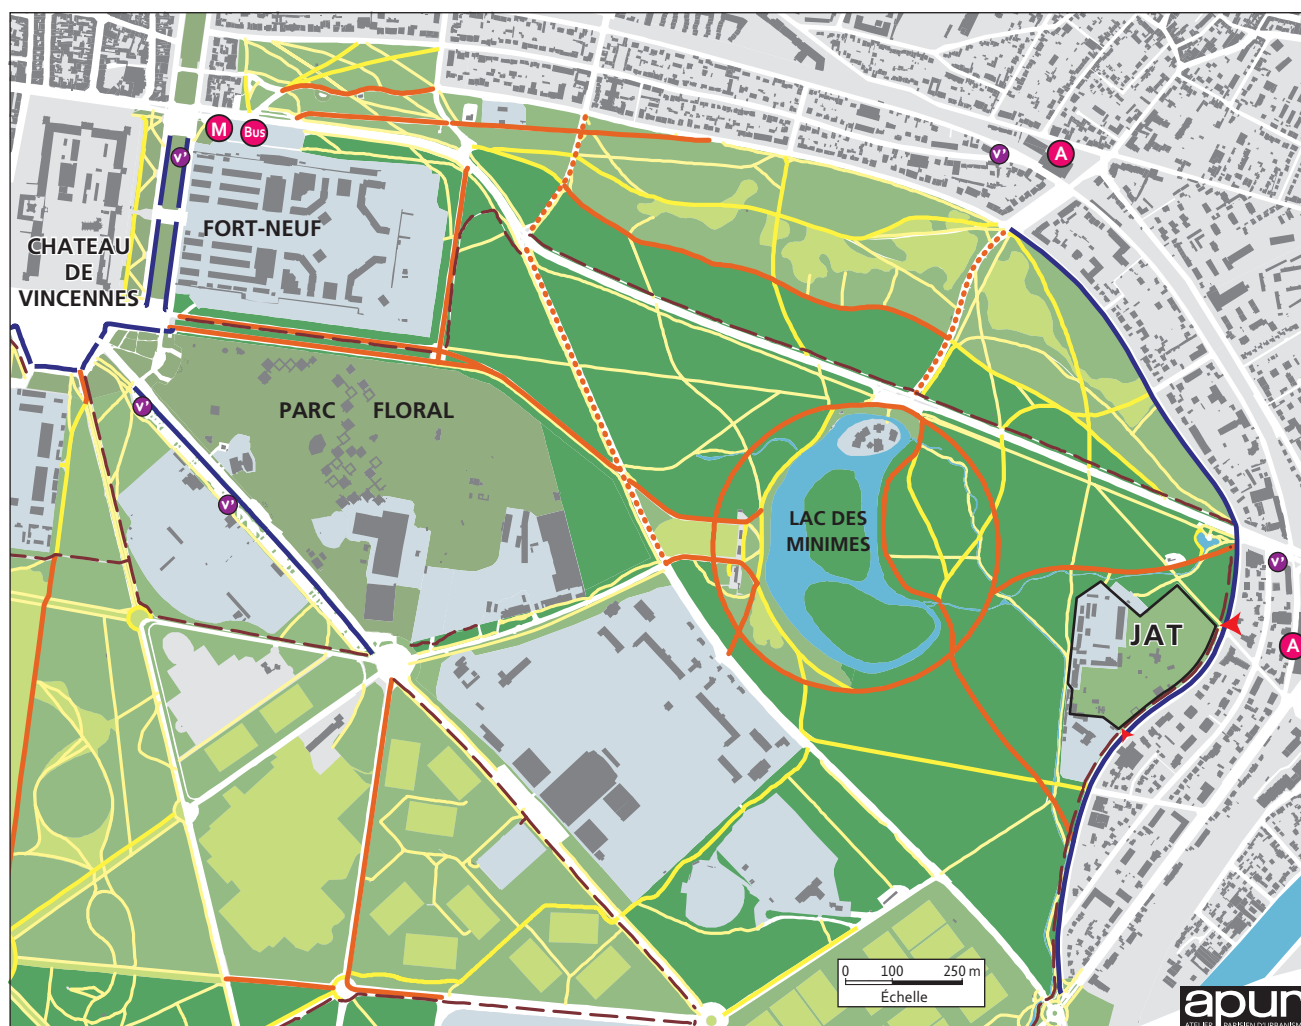 M
Bus
v'
v'
A
FORT-NEUF
CHATEAU
DE
VINCENNES
PARC FLORAL
v'
v'
LAC DES
MINIMES
v'
JAT
A
0 100 250 m
Échelle
apur
ATELIER PARISIEN D'URBANISME